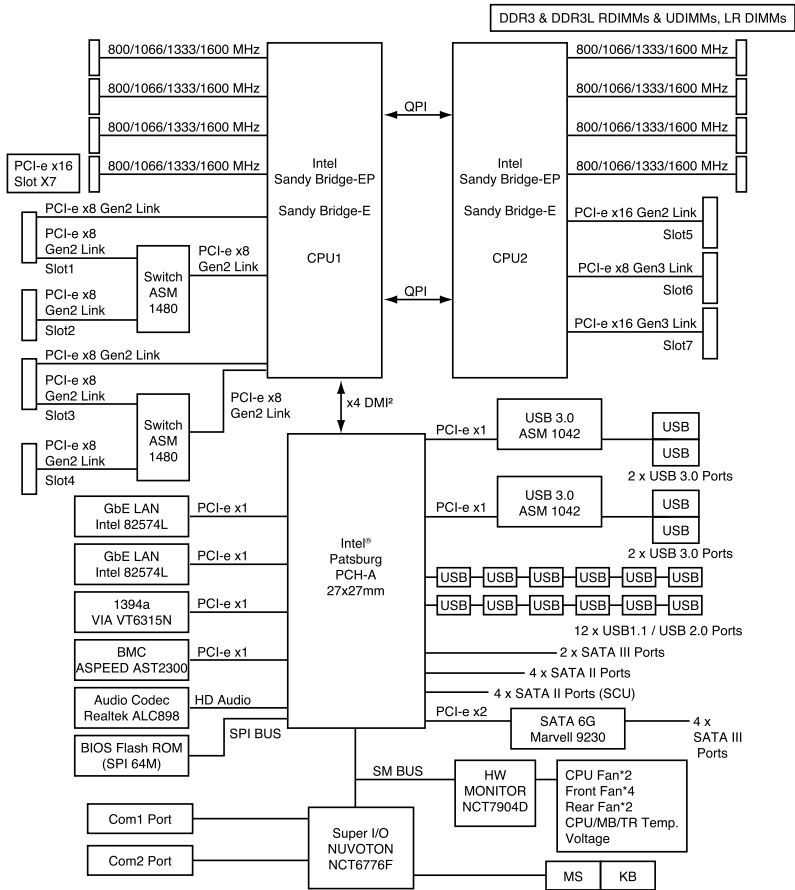 DDR3 & DDR3L RDIMMs & UDIMMs, LR DIMMs
800/1066/1333/1600 MHz
800/1066/1333/1600 MHz
800/1066/1333/1600 MHz
800/1066/1333/1600 MHz
PCI-e x16
Slot X7
Intel
Sandy Bridge-EP
Sandy Bridge-E
CPU1
QPI
QPI
Intel
Sandy Bridge-EP
Sandy Bridge-E
CPU2
800/1066/1333/1600 MHz
800/1066/1333/1600 MHz
800/1066/1333/1600 MHz
800/1066/1333/1600 MHz
PCI-e x16 Gen2 Link
Slot5
PCI-e x8 Gen3 Link
Slot6
PCI-e x16 Gen3 Link
Slot7
PCI-e x8 Gen2 Link
PCI-e x8
Gen2 Link
Slot1
Switch
ASM
1480
PCI-e x8
Gen2 Link
PCI-e x8
Gen2 Link
Slot2
PCI-e x8 Gen2 Link
PCI-e x8
Gen2 Link
Slot3
Switch
ASM
1480
PCI-e x8
Gen2 Link
PCI-e x8
Gen2 Link
Slot4
x4 DMI²
Intel®
Patsburg
PCH-A
27x27mm
GbE LAN
Intel 82574L
PCI-e x1
GbE LAN
Intel 82574L
PCI-e x1
1394a
VIA VT6315N
PCI-e x1
BMC
ASPEED AST2300
PCI-e x1
Audio Codec
Realtek ALC898
HD Audio
BIOS Flash ROM
(SPI 64M)
SPI BUS
PCI-e x1
USB 3.0
ASM 1042
USB
USB
2 x USB 3.0 Ports
PCI-e x1
USB 3.0
ASM 1042
USB
USB
2 x USB 3.0 Ports
USB USB USB USB USB USB
USB USB USB USB USB USB
12 x USB1.1 / USB 2.0 Ports
2 x SATA III Ports
4 x SATA II Ports
4 x SATA II Ports (SCU)
PCI-e x2
SATA 6G
Marvell 9230
4 x
SATA III
Ports
SM BUS
HW
MONITOR
NCT7904D
CPU Fan*2
Front Fan*4
Rear Fan*2
CPU/MB/TR Temp.
Voltage
Com1 Port
Com2 Port
Super I/O
NUVOTON
NCT6776F
MS
KB